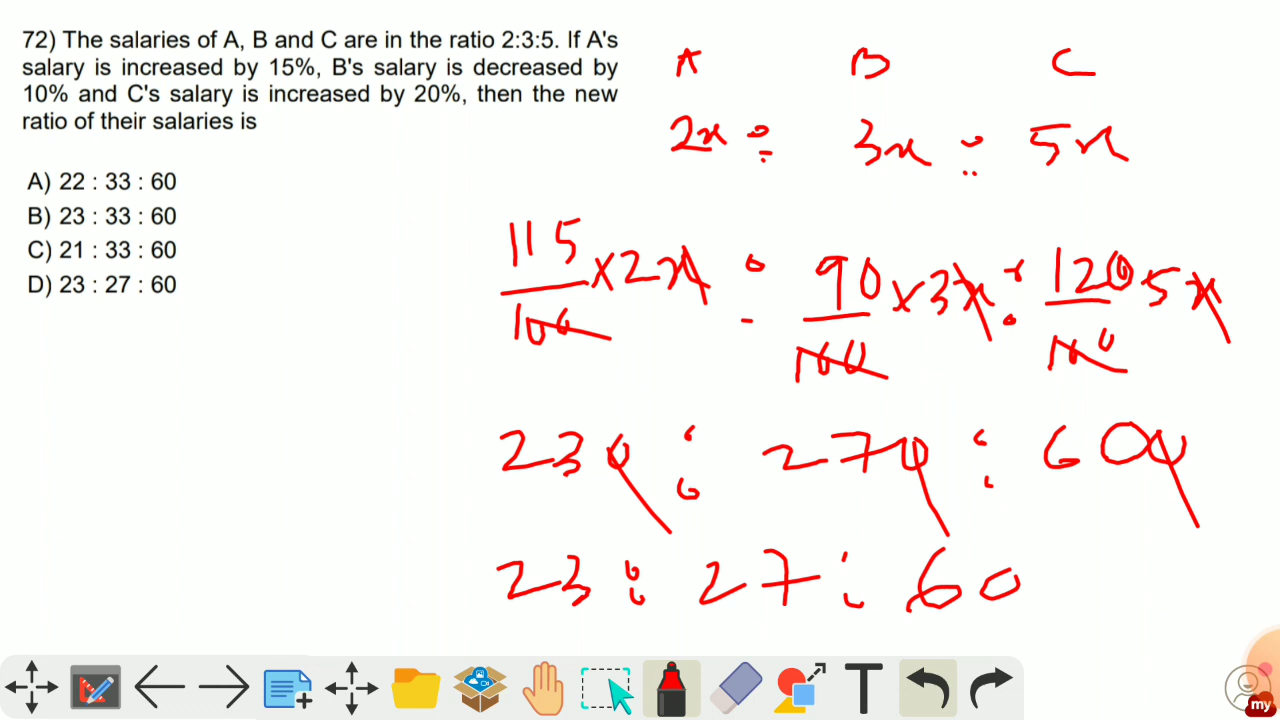 72) The salaries of A, B and C are in the ratio 2:3:5. If A's
salary is increased by 15%, B's salary is decreased by
10% and C's salary is increased by 20%, then the new
ratio of their salaries is
A) 22 : 33 : 60
B) 23 : 33 : 60
C) 21 : 33 : 60
D) 23 : 27 : 60
A B C
2x : 3x : 5x
115/100 × 2x : 90/100 × 3x : 120/100 5x
230 : 270 : 600
23 : 27 : 60
T
my